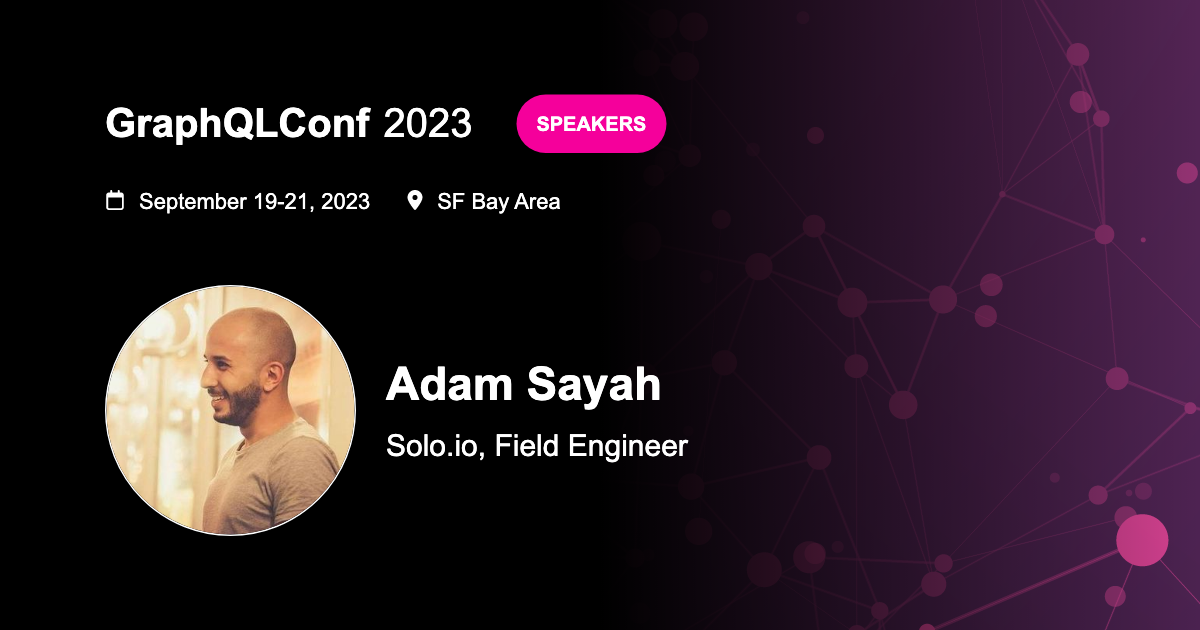 GraphQLConf 2023 SPEAKERS
September 19-21, 2023 SF Bay Area
Adam Sayah
Solo.io, Field Engineer